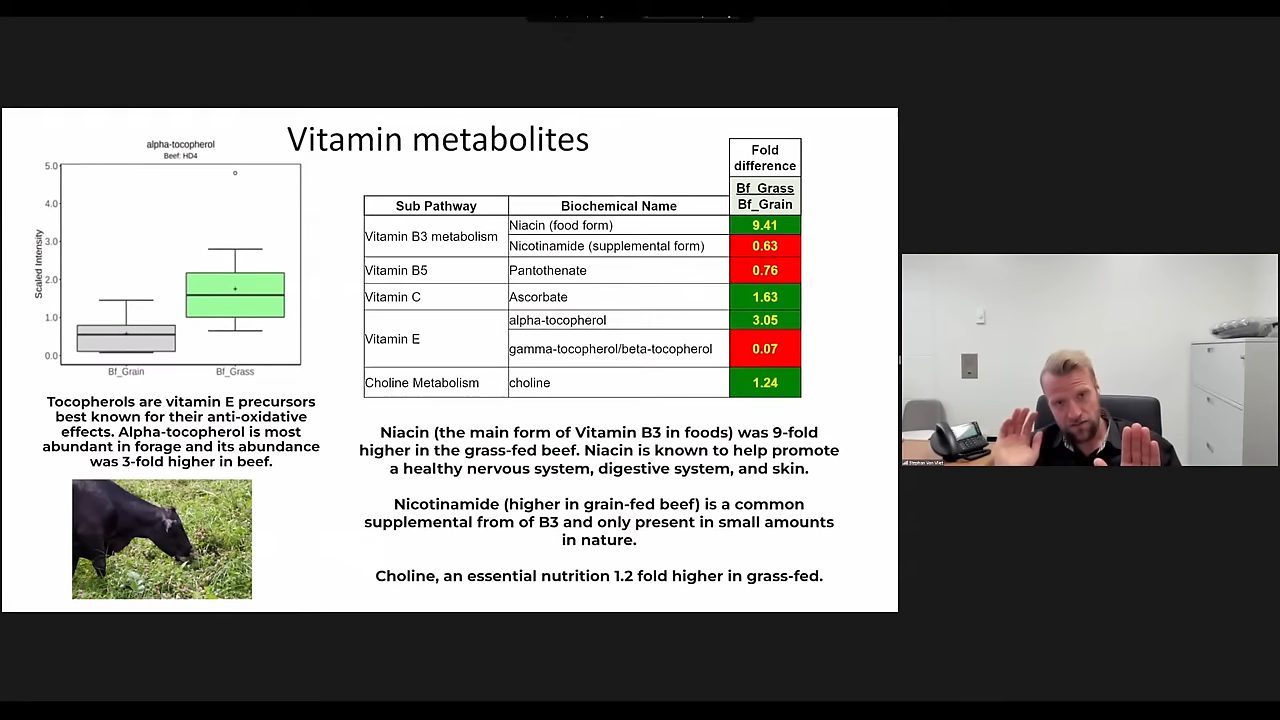 Vitamin metabolites
alpha-tocopherol
Beef: HD4
Scaled Intensity
5.0
4.0
3.0
2.0
1.0
0.0
Bf_Grain
Bf_Grass
Tocopherols are vitamin E precursors
best known for their anti-oxidative
effects. Alpha-tocopherol is most
abundant in forage and its abundance
was 3-fold higher in beef.
Fold
difference
Bf_Grass
Bf_Grain
Sub Pathway Biochemical Name
Vitamin B3 metabolism Niacin (food form) 9.41
Nicotinamide (supplemental form) 0.63
Vitamin B5 Pantothenate 0.76
Vitamin C Ascorbate 1.63
Vitamin E alpha-tocopherol 3.05
gamma-tocopherol/beta-tocopherol 0.07
Choline Metabolism choline 1.24
Niacin (the main form of Vitamin B3 in foods) was 9-fold
higher in the grass-fed beef. Niacin is known to help promote
a healthy nervous system, digestive system, and skin.
Nicotinamide (higher in grain-fed beef) is a common
supplemental from of B3 and only present in small amounts
in nature.
Choline, an essential nutrition 1.2 fold higher in grass-fed.
Stephan Van Vliet